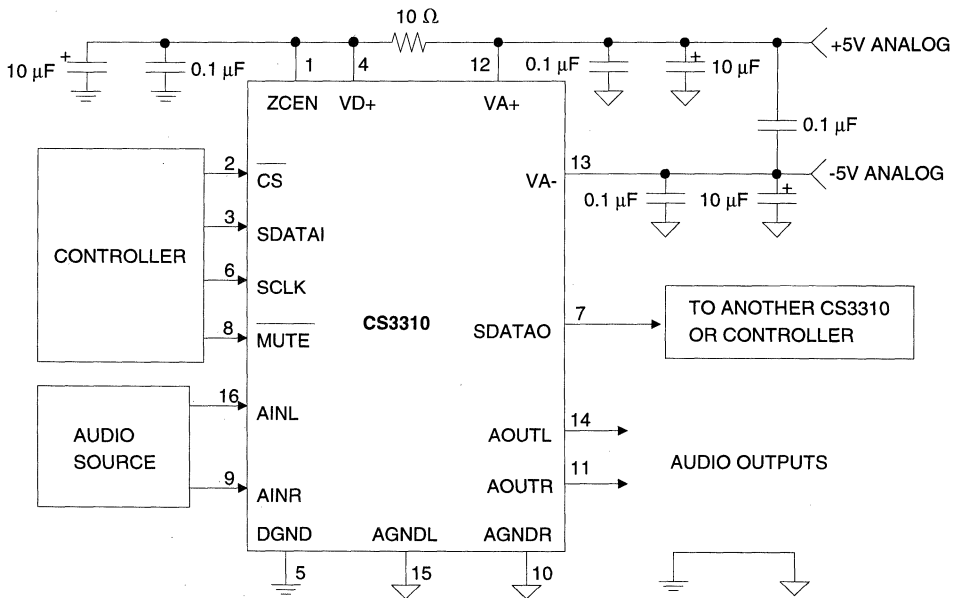 10 Ω
+5V ANALOG
10 µF
+
0.1 µF
1
4
12
0.1 µF
+
10 µF
ZCEN
VD+
VA+
0.1 µF
CONTROLLER
2
CS
3
SDATAI
6
SCLK
8
MUTE
13
VA-
-5V ANALOG
0.1 µF
10 µF
+
CS3310
7
SDATAO
TO ANOTHER CS3310
OR CONTROLLER
AUDIO
SOURCE
16
AINL
9
AINR
14
AOUTL
11
AOUTR
AUDIO OUTPUTS
DGND
AGNDL
AGNDR
5
15
10